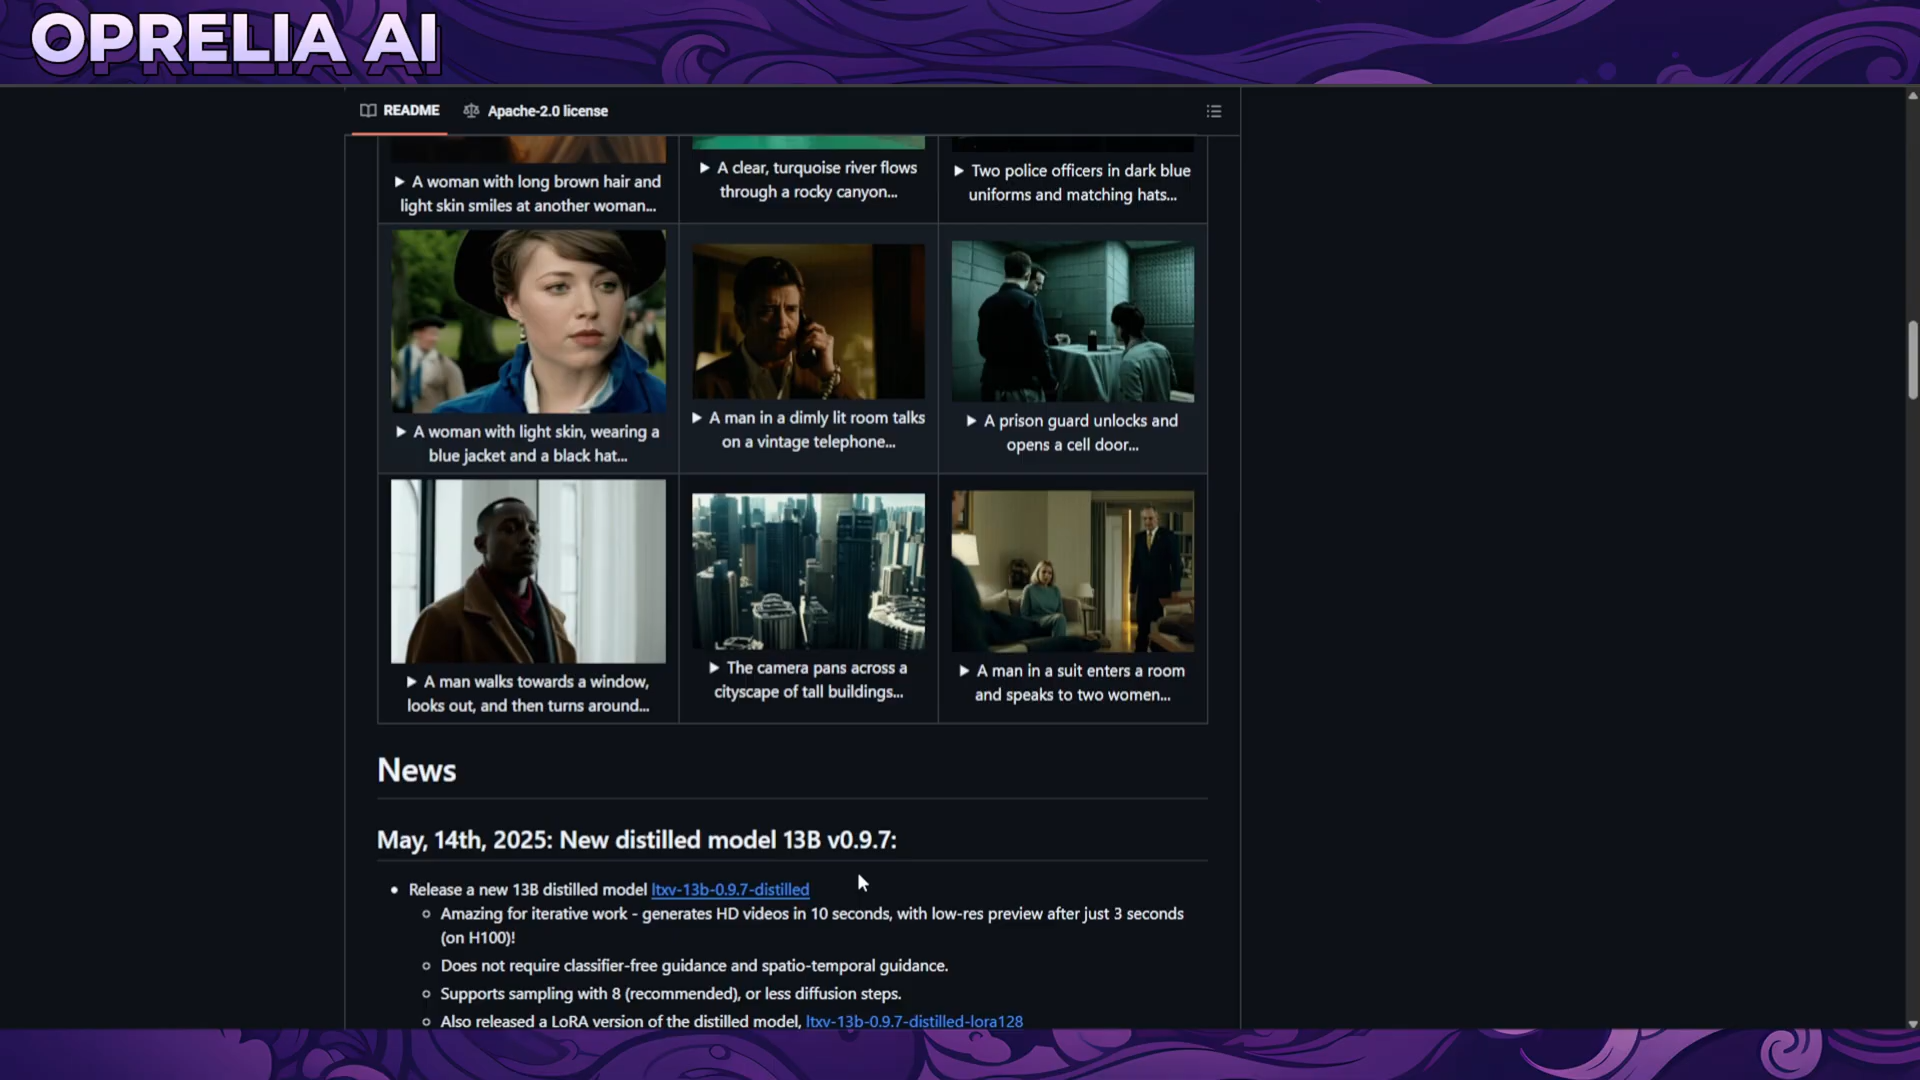 OPRELIA AI
README
Apache-2.0 license
▶ A woman with long brown hair and
light skin smiles at another woman...
▶ A clear, turquoise river flows
through a rocky canyon...
▶ Two police officers in dark blue
uniforms and matching hats...
▶ A woman with light skin, wearing a
blue jacket and a black hat...
▶ A man in a dimly lit room talks
on a vintage telephone...
▶ A prison guard unlocks and
opens a cell door...
▶ A man walks towards a window,
looks out, and then turns around...
▶ The camera pans across a
cityscape of tall buildings...
▶ A man in a suit enters a room
and speaks to two women...
News
May, 14th, 2025: New distilled model 13B v0.9.7:
• Release a new 13B distilled model ltxv-13b-0.9.7-distilled
○ Amazing for iterative work - generates HD videos in 10 seconds, with low-res preview after just 3 seconds
(on H100)!
○ Does not require classifier-free guidance and spatio-temporal guidance.
○ Supports sampling with 8 (recommended), or less diffusion steps.
○ Also released a LoRA version of the distilled model, ltxv-13b-0.9.7-distilled-lora128